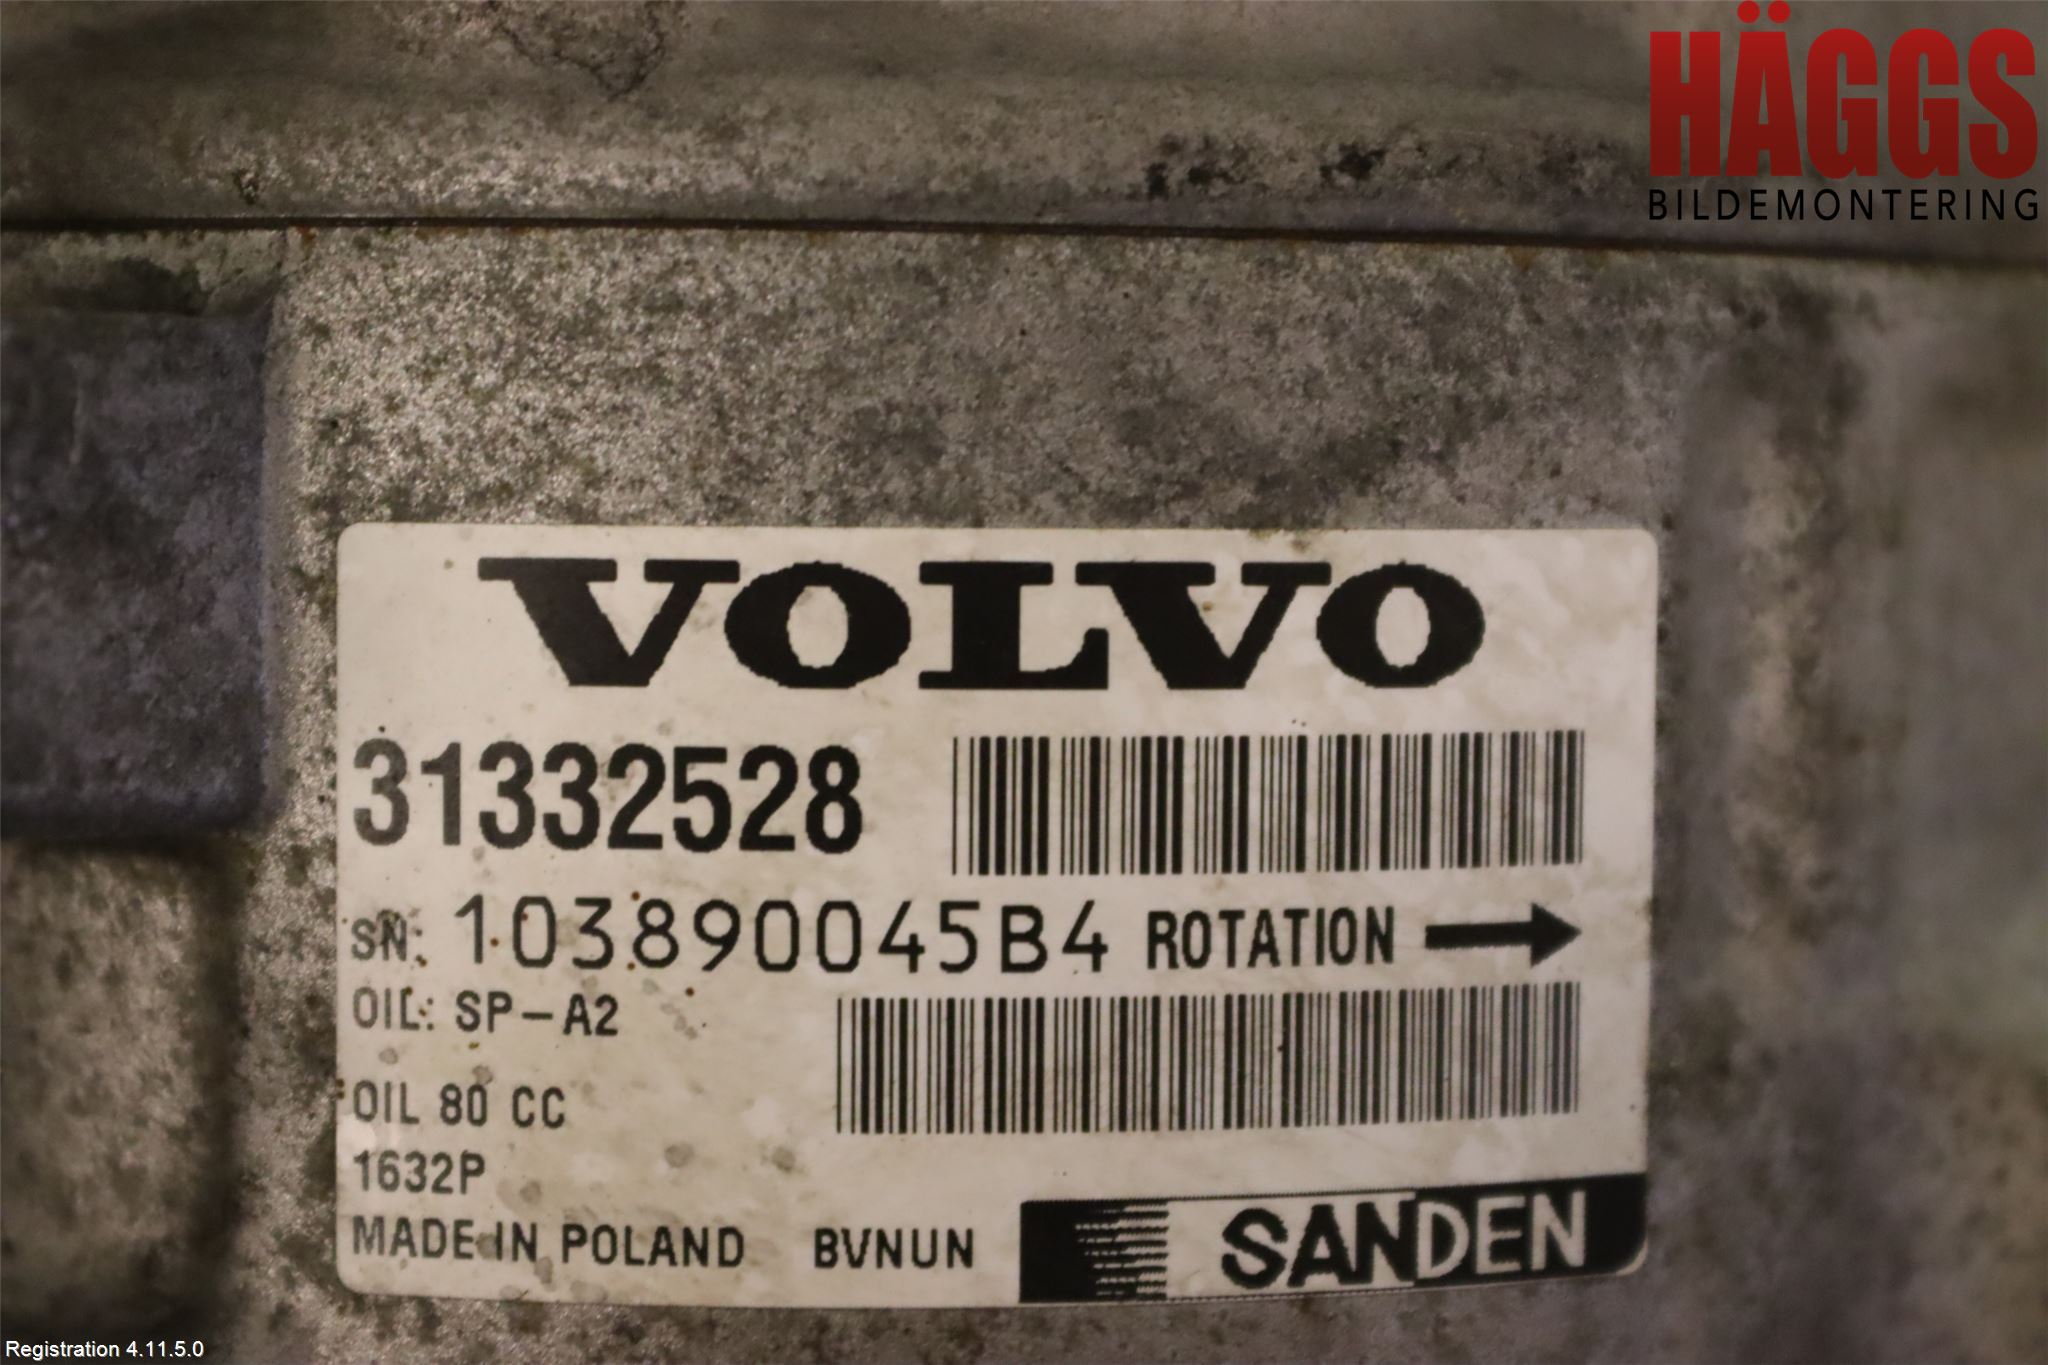 HÄGGS
BILDEMONTERING
VOLVO
31332528
SN: 103890045B4 ROTATION
OIL: SP-A2
OIL 80 CC
1632P
MADE IN POLAND BVNUN SANDEN
Registration 4.11.5.0